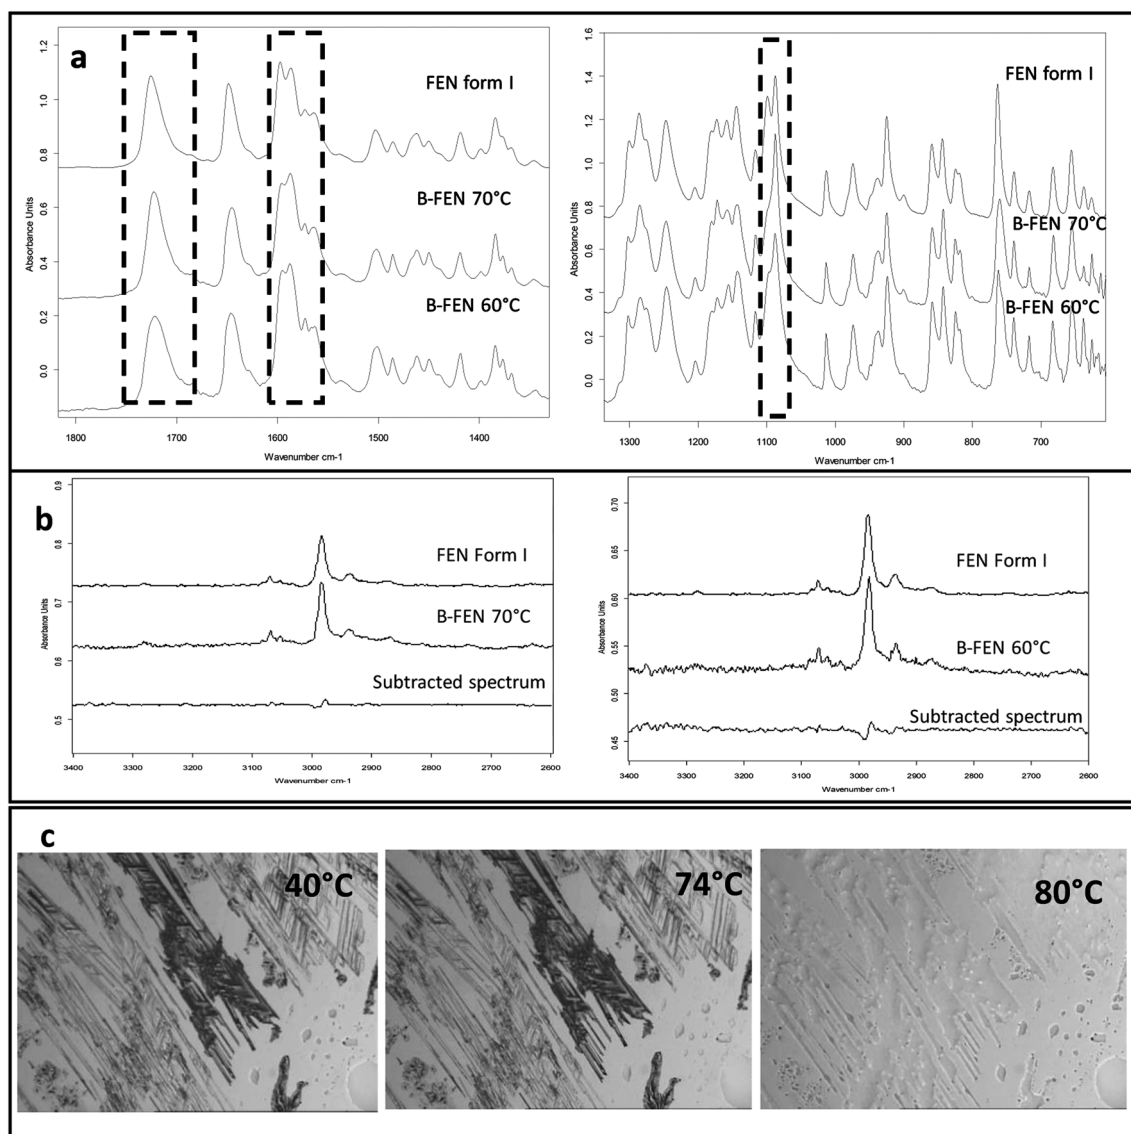 a
1.2
1.0
0.8
0.6
0.4
0.2
0.0
Absorbance Units
FEN form I
B-FEN 70°C
B-FEN 60°C
1800 1700 1600 1500 1400
Wavenumber cm-1
1.6
1.4
1.2
1.0
0.8
0.6
0.4
0.2
0.0
Absorbance Units
FEN form I
B-FEN 70°C
B-FEN 60°C
1300 1200 1100 1000 900 800 700
Wavenumber cm-1
b
0.9
0.8
0.7
0.6
0.5
Absorbance Units
FEN Form I
B-FEN 70°C
Subtracted spectrum
3400 3300 3200 3100 3000 2900 2800 2700 2600
Wavenumber cm-1
0.70
0.65
0.60
0.55
0.50
0.45
Absorbance Units
FEN Form I
B-FEN 60°C
Subtracted spectrum
3400 3300 3200 3100 3000 2900 2800 2700 2600
Wavenumber cm-1
c
40°C
74°C
80°C